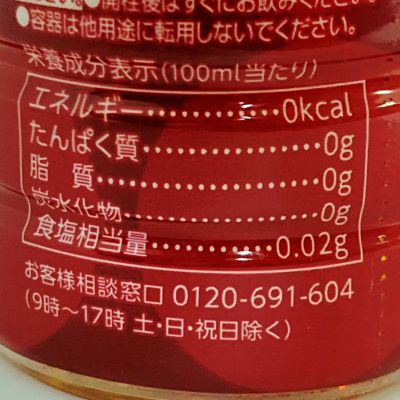 ●開栓後はすぐにお飲みください。
●容器は他用途に転用しないでください。
栄養成分表示(100ml当たり)
エネルギー……………0kcal
たんぱく質……………0g
脂 質……………0g
炭水化物……………0g
食塩相当量…………0.02g
お客様相談窓口 0120-691-604
(9時〜17時 土・日・祝日除く)